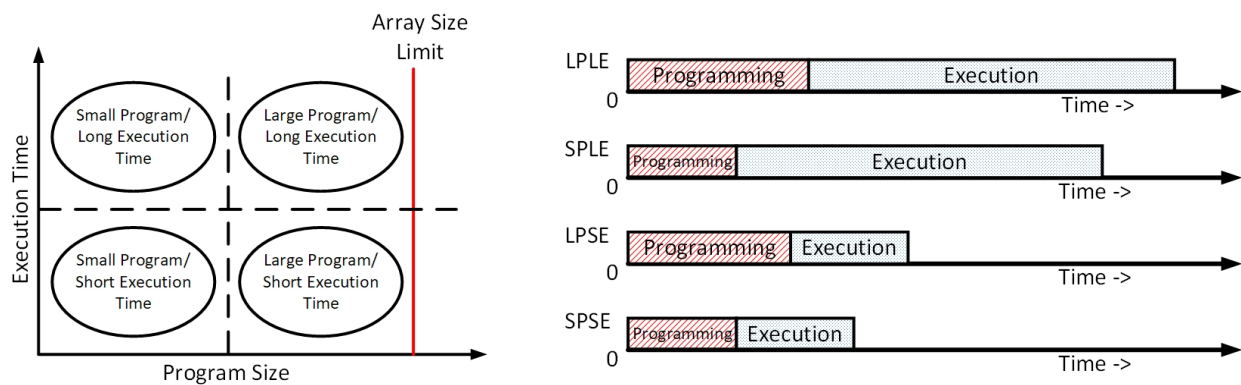 Array Size
Limit
Execution Time
Small Program/
Long Execution
Time
Large Program/
Long Execution
Time
Small Program/
Short Execution
Time
Large Program/
Short Execution
Time
Program Size
LPLE
0
Programming
Execution
Time ->
SPLE
0
Programming
Execution
Time ->
LPSE
0
Programming
Execution
Time ->
SPSE
0
Programming
Execution
Time ->